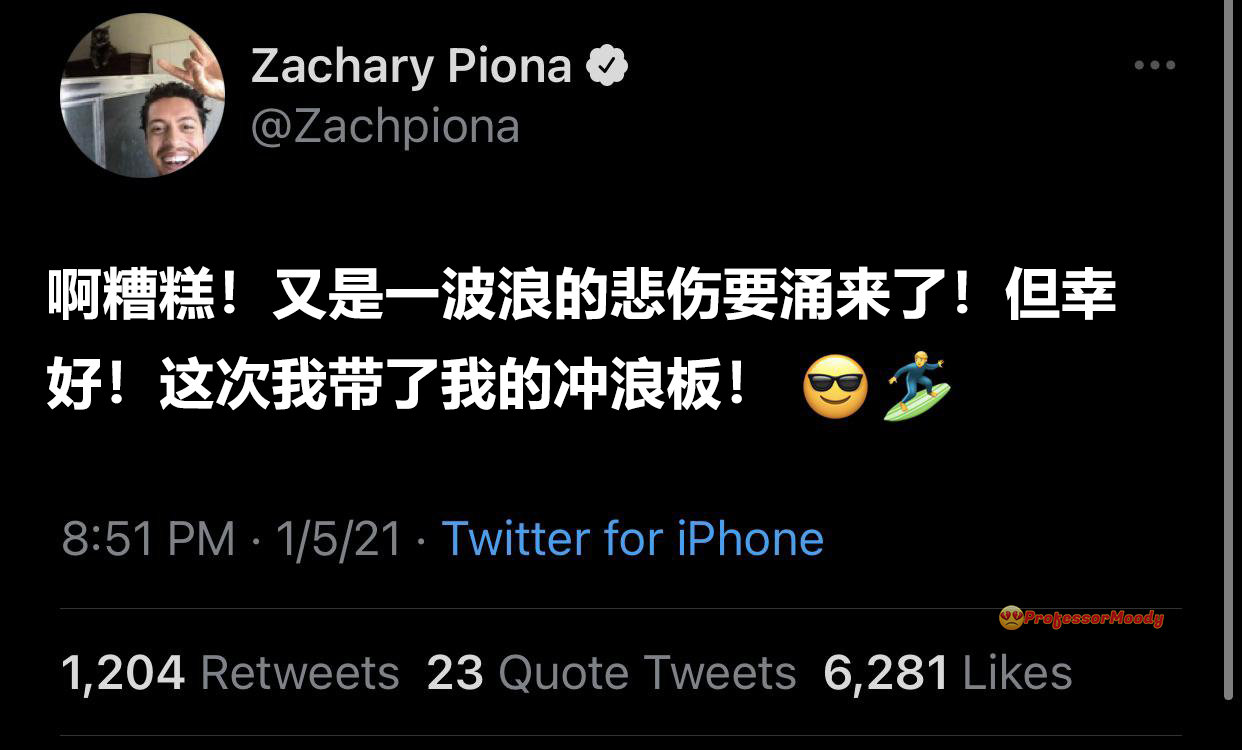 Zachary Piona
@Zachpiona
啊糟糕！又是一波浪的悲伤要涌来了！但幸
好！这次我带了我的冲浪板！ 😎🏄‍♂️
8:51 PM · 1/5/21 · Twitter for iPhone
ProfessorMoody
1,204 Retweets 23 Quote Tweets 6,281 Likes